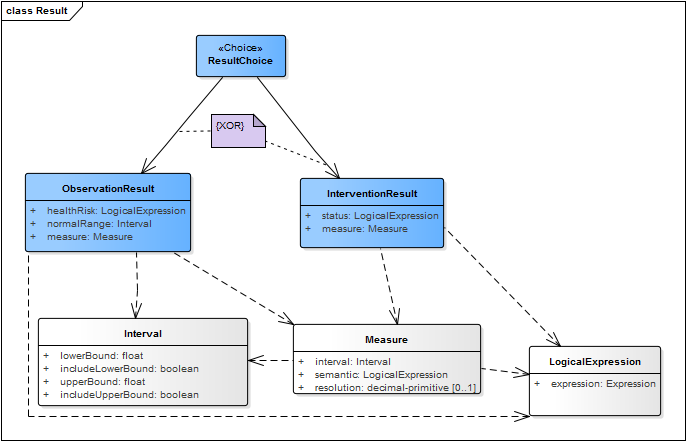 class Result
«Choice»
ResultChoice
{XOR}
ObservationResult
+ healthRisk: LogicalExpression
+ normalRange: Interval
+ measure: Measure
InterventionResult
+ status: LogicalExpression
+ measure: Measure
Interval
+ lowerBound: float
+ includeLowerBound: boolean
+ upperBound: float
+ includeUpperBound: boolean
Measure
+ interval: Interval
+ semantic: LogicalExpression
+ resolution: decimal-primitive [0..1]
LogicalExpression
+ expression: Expression